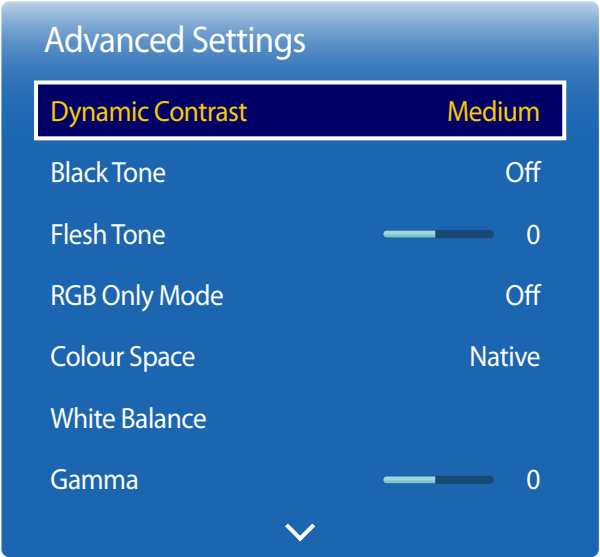 Advanced Settings
Dynamic Contrast Medium
Black Tone Off
Flesh Tone 0
RGB Only Mode Off
Colour Space Native
White Balance
Gamma 0